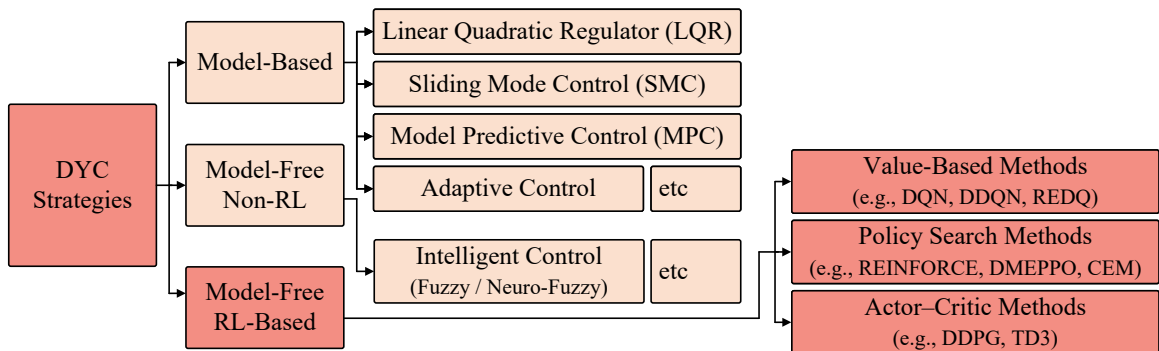 DYC
Strategies
Model-Based
Linear Quadratic Regulator (LQR)
Sliding Mode Control (SMC)
Model Predictive Control (MPC)
Adaptive Control
etc
Model-Free
Non-RL
Intelligent Control
(Fuzzy / Neuro-Fuzzy)
etc
Model-Free
RL-Based
Value-Based Methods
(e.g., DQN, DDQN, REDQ)
Policy Search Methods
(e.g., REINFORCE, DMEPPO, CEM)
Actor–Critic Methods
(e.g., DDPG, TD3)